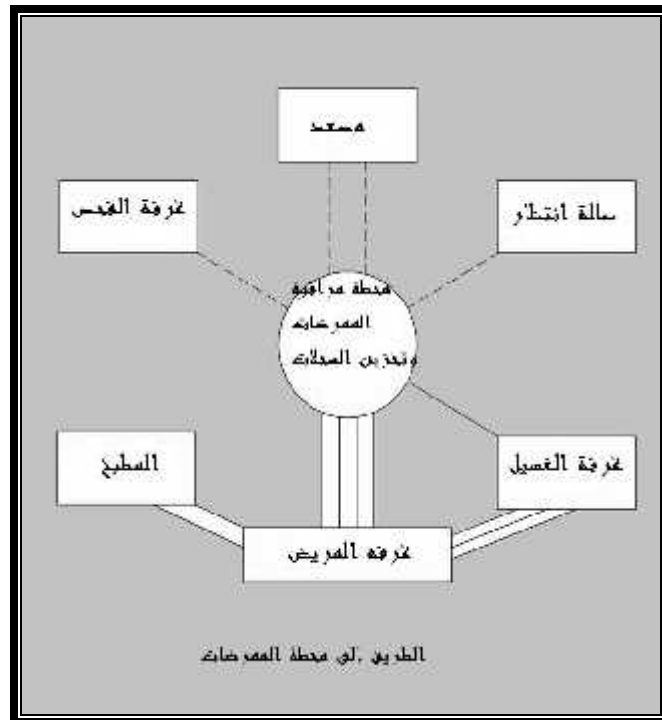 مصعد
غرفة الفحص
صالة انتظار
محطة مراقبة
الممرضات
وتخزين السجلات
المطبخ
غرفة الغسيل
غرفة المريض
الطريق إلى محطة الممرضات